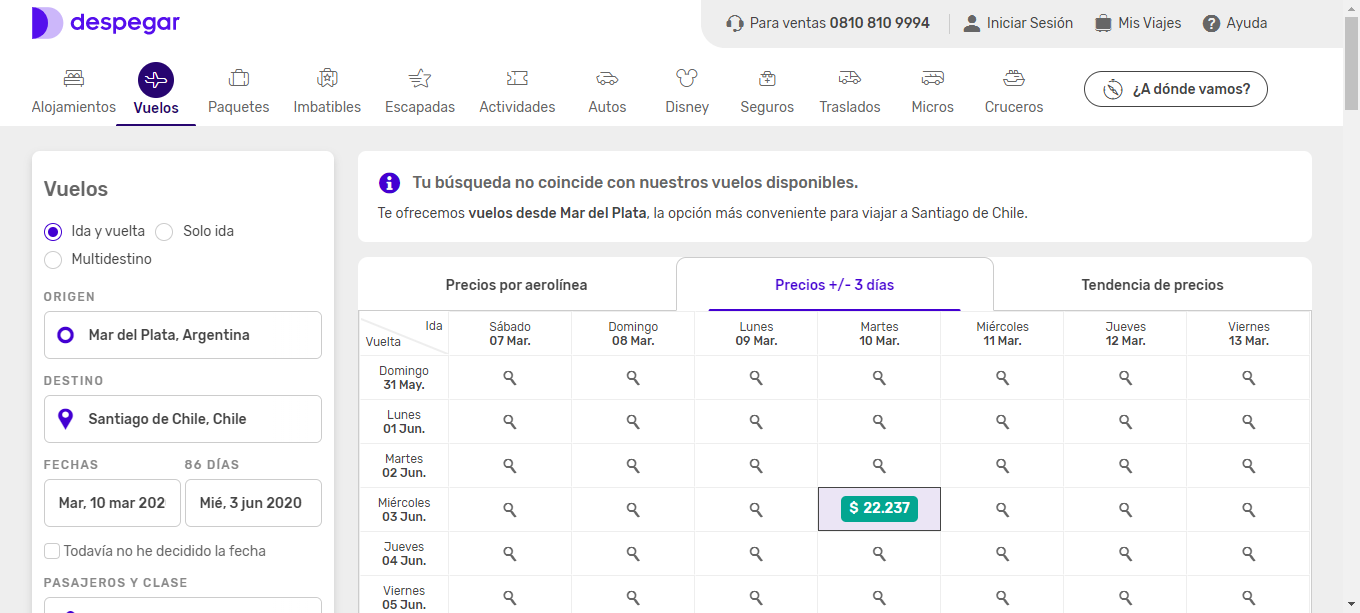 despegar
Para ventas 0810 810 9994
Iniciar Sesión
Mis Viajes
Ayuda
Alojamientos
Vuelos
Paquetes
Imbatibles
Escapadas
Actividades
Autos
Disney
Seguros
Traslados
Micros
Cruceros
¿A dónde vamos?
Vuelos
Ida y vuelta
Solo ida
Multidestino
ORIGEN
Mar del Plata, Argentina
DESTINO
Santiago de Chile, Chile
FECHAS
86 DÍAS
Mar, 10 mar 202
Mié, 3 jun 2020
Todavía no he decidido la fecha
PASAJEROS Y CLASE
Tu búsqueda no coincide con nuestros vuelos disponibles.
Te ofrecemos vuelos desde Mar del Plata, la opción más conveniente para viajar a Santiago de Chile.
Precios por aerolínea
Precios +/- 3 días
Tendencia de precios
Ida
Vuelta
Sábado
07 Mar.
Domingo
08 Mar.
Lunes
09 Mar.
Martes
10 Mar.
Miércoles
11 Mar.
Jueves
12 Mar.
Viernes
13 Mar.
Domingo
31 May.
Lunes
01 Jun.
Martes
02 Jun.
Miércoles
03 Jun.
$ 22.237
Jueves
04 Jun.
Viernes
05 Jun.